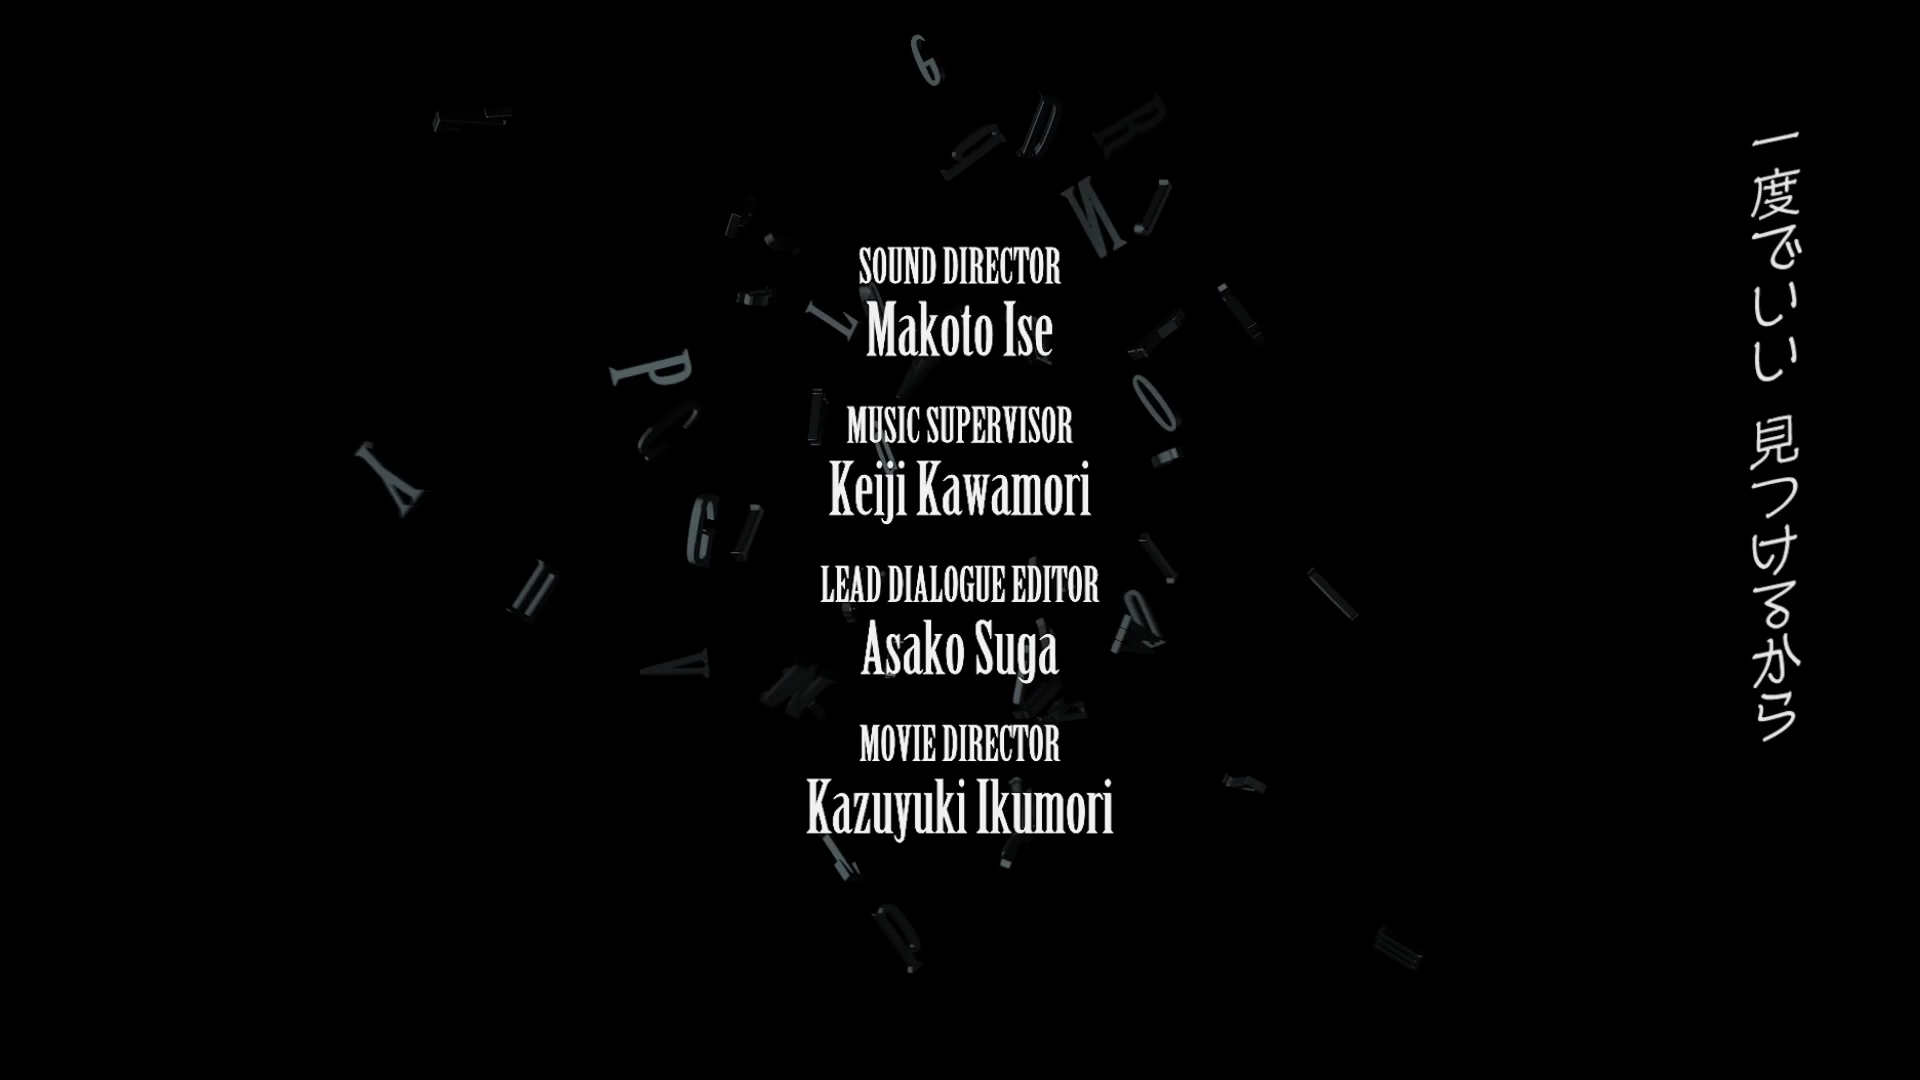 SOUND DIRECTOR
Makoto Ise
MUSIC SUPERVISOR
Keiji Kawamori
LEAD DIALOGUE EDITOR
Asako Suga
MOVIE DIRECTOR
Kazuyuki Ikumori
一度でいい 見つけるから